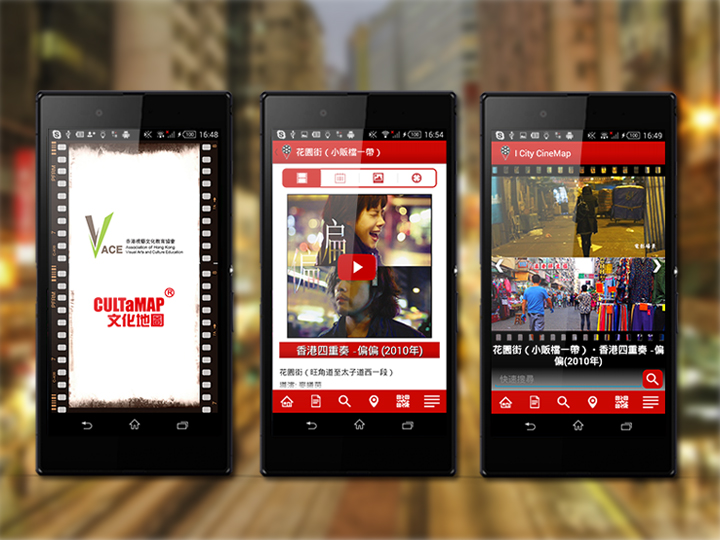 16:48
VACE
香港視藝文化教育協會
Association of Hong Kong
Visual Arts and Culture Education
CULTaMAP®
文化地圖
100
16:54
花園街（小販檔一帶）
偏
偏
香港四重奏 -偏偏 (2010年)
花園街（旺角道至太子道西一段）
導演:
100
16:49
I City CineMap
花園街（小販檔一帶）‧香港四重奏 -偏
偏(2010年)
快速搜尋